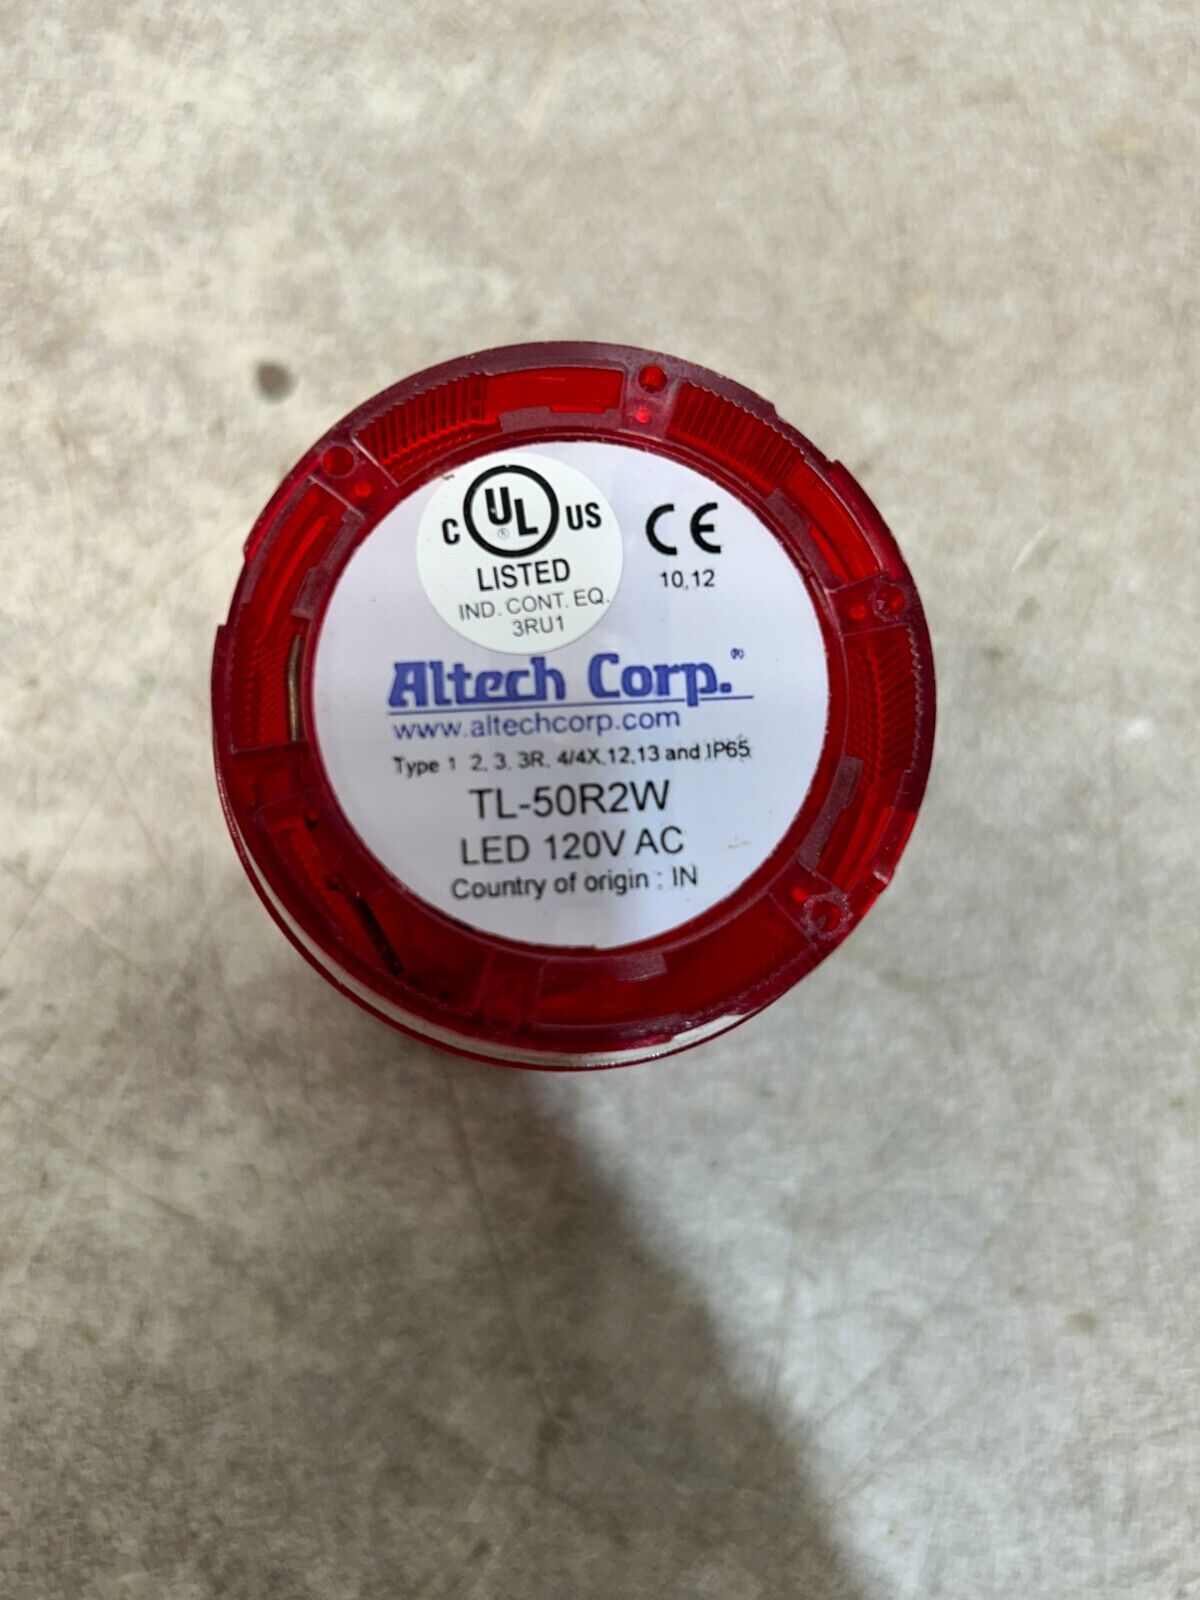 C UL US
®
LISTED
IND. CONT. EQ.
3RU1
CE
10,12
Altech Corp.®
www.altechcorp.com
Type 1 2, 3, 3R, 4/4X,12,13 and IP65
TL-50R2W
LED 120V AC
Country of origin : IN